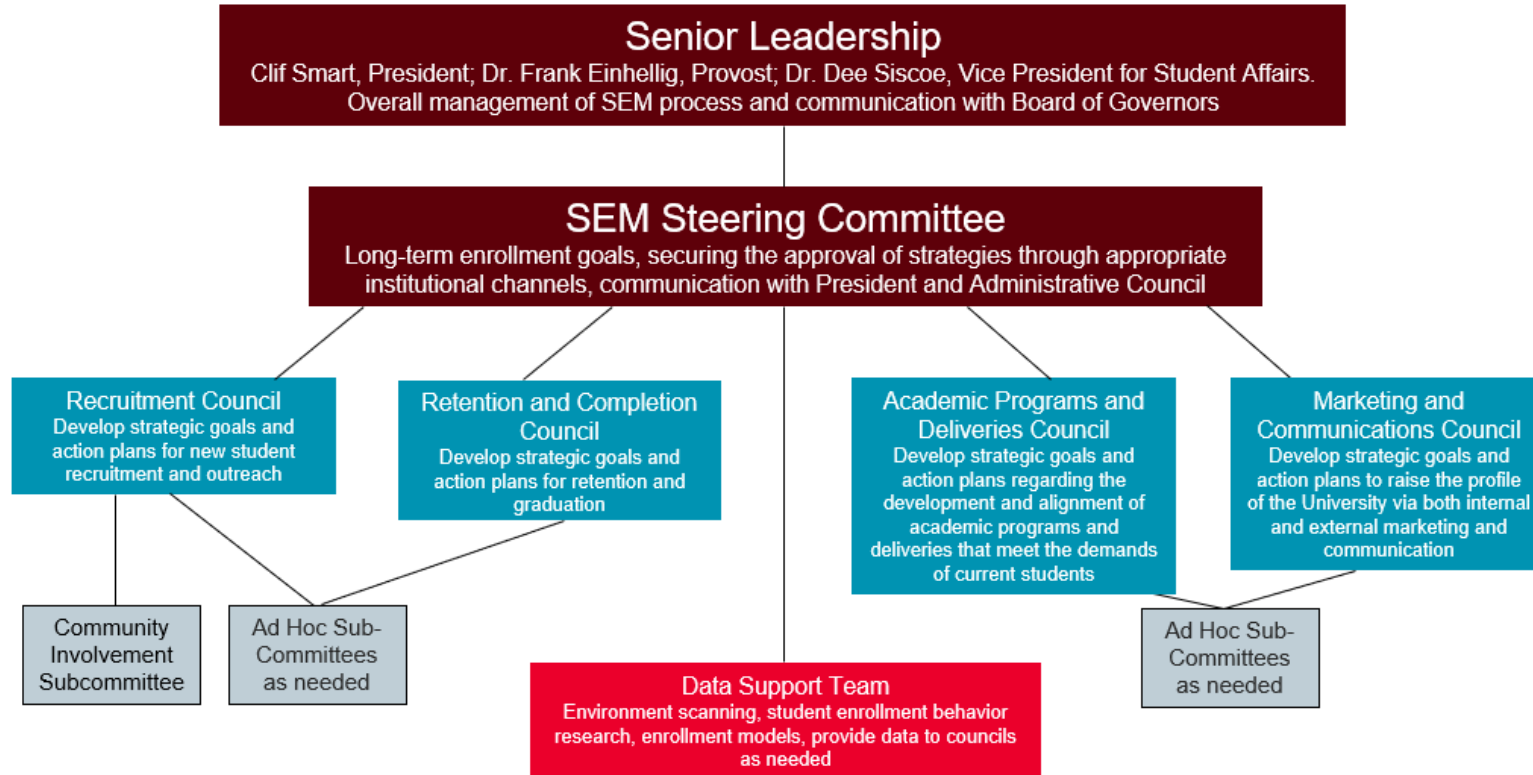 Senior Leadership
Clif Smart, President; Dr. Frank Einhellig, Provost; Dr. Dee Siscoe, Vice President for Student Affairs.
Overall management of SEM process and communication with Board of Governors
SEM Steering Committee
Long-term enrollment goals, securing the approval of strategies through appropriate
institutional channels, communication with President and Administrative Council
Recruitment Council
Develop strategic goals and
action plans for new student
recruitment and outreach
Retention and Completion
Council
Develop strategic goals and
action plans for retention and
graduation
Academic Programs and
Deliveries Council
Develop strategic goals and
action plans regarding the
development and alignment of
academic programs and
deliveries that meet the demands
of current students
Marketing and
Communications Council
Develop strategic goals and
action plans to raise the profile
of the University via both internal
and external marketing and
communication
Community
Involvement
Subcommittee
Ad Hoc Sub-
Committees
as needed
Ad Hoc Sub-
Committees
as needed
Data Support Team
Environment scanning, student enrollment behavior
research, enrollment models, provide data to councils
as needed